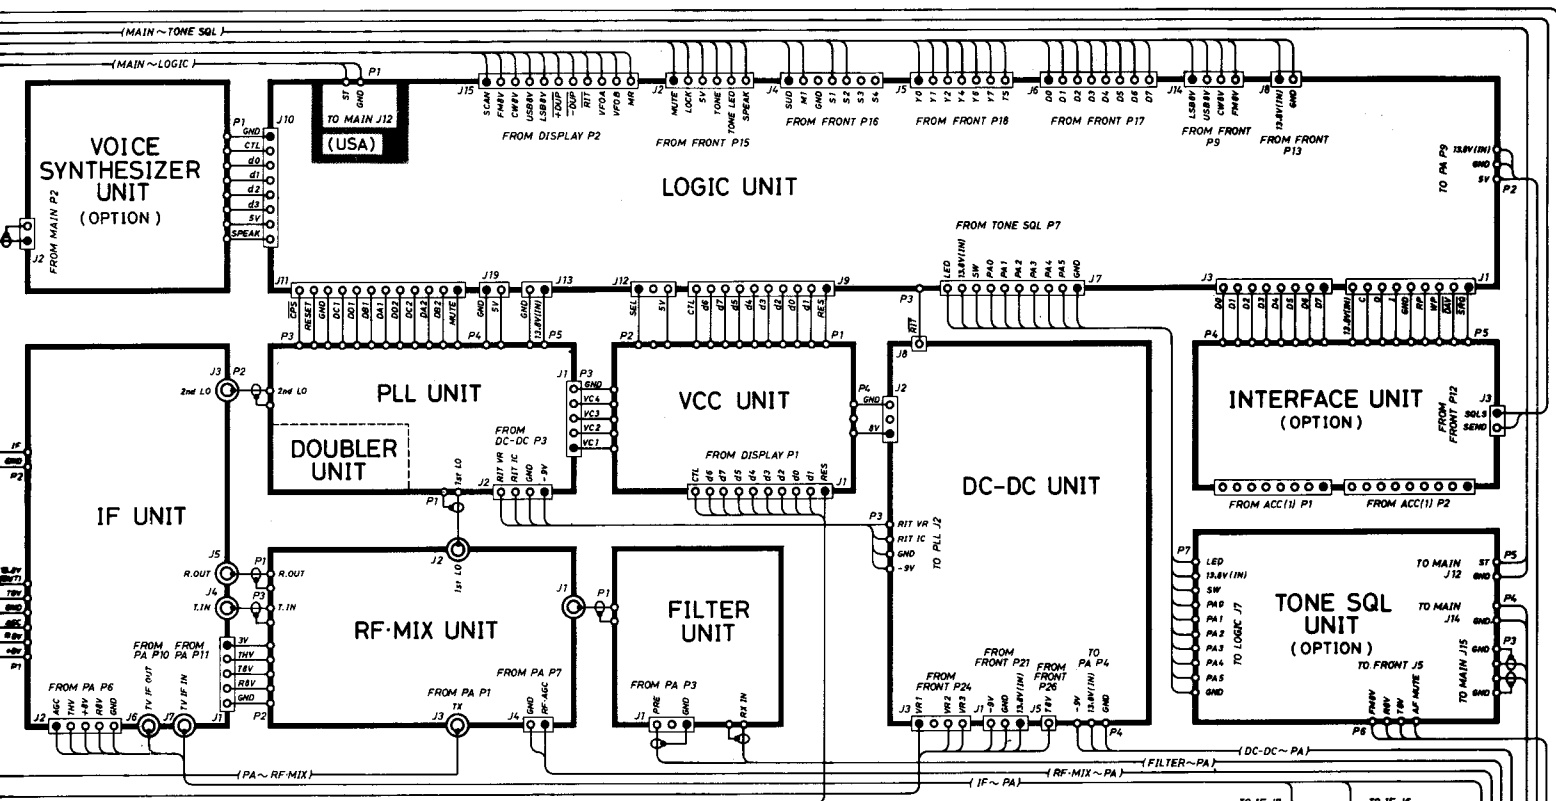 (MAIN～TONE SQL)
(MAIN～LOGIC)
P1
ST
GND
TO MAIN J12
(USA)
J15
SCAN
FM8V
CW8V
USB8V
LSB8V
+DUP
-DUP
RIT
VFOA
VFOB
MR
FROM DISPLAY P2
J2
MUTE
LOCK
5V
TONE
TONE LED
SPEAK
FROM FRONT P15
J4
SUD
M1
GND
S1
S2
S3
S4
FROM FRONT P16
J5
Y0
Y1
Y2
Y4
Y6
Y7
TS
FROM FRONT P18
J6
D0
D1
D2
D3
D4
D5
D6
D7
FROM FRONT P17
J14
LSB8V
USB8V
CW8V
FM8V
FROM FRONT
P9
J8
13.8V(IN)
GND
FROM FRONT
P13
VOICE
SYNTHESIZER
UNIT
(OPTION)
J2
FROM MAIN P2
P1
J10
GND
CTL
d0
d1
d2
d3
5V
SPEAK
LOGIC UNIT
TO PA P9
13.8V(IN)
GND
5V
P2
FROM TONE SQL P7
LED
13.8V(IN)
SW
PA0
PA1
PA2
PA3
PA4
PA5
GND
J7
J11
CPS
RESET
GND
DC1
DD1
DB1
DA1
DD2
DC2
DA2
DB2
MUTE
P3
J19
GND
5V
P4
J13
GND
13.8V(IN)
P5
J12
SEL
5V
P2
J9
CTL
d6
d7
d5
d4
d3
d2
d0
d1
RES
P1
P3
RIT
J8
J3
D0
D1
D2
D3
D4
D5
D6
D7
P4
J1
13.8V(IN)
GND
RP
WP
DAV
SRQ
P5
IF UNIT
J3
P2
2nd LO
2nd LO
PLL UNIT
DOUBLER
UNIT
FROM
DC-DC P3
J2
RIT VR
RIT IC
GND
-9V
P1
1st LO
J1
P3
GND
VC4
VC3
VC2
VC1
VCC UNIT
FROM DISPLAY P1
CTL
d6
d7
d5
d4
d3
d2
d0
d1
RES
J1
P4
GND
8V
J2
DC-DC UNIT
P3
RIT VR
RIT IC
GND
-9V
TO PLL J2
INTERFACE UNIT
(OPTION)
FROM
FRONT P12
J3
SQLS
SEND
FROM ACC(1) P1
FROM ACC(1) P2
IF
GND
P2
T8V
GND
R8V
+8V
P1
J5
R.OUT
P1
R.OUT
J4
T.IN
P3
T.IN
FROM
PA P10
FROM
PA P11
3V
THV
T8V
R8V
GND
J1
P2
FROM PA P6
J2
AGC
THV
+8V
R8V
GND
J6
TV IF OUT
J7
TV IF IN
J2
1st LO
RF·MIX UNIT
FROM PA P1
TX
J3
FROM PA P7
J4
GND
RF-AGC
J1
P1
FILTER
UNIT
FROM PA P3
J1
PRE
GND
RX IN
FROM
FRONT P24
J3
VR1
VR2
VR3
FROM
FRONT P21
J1
-9V
GND
13.8V(IN)
FROM
FRONT
P26
J5
T8V
TO
PA P4
-9V
13.8V(IN)
GND
P4
P7
LED
13.8V(IN)
SW
PA0
PA1
PA2
PA3
PA4
PA5
GND
TO LOGIC J7
TONE SQL
UNIT
(OPTION)
TO MAIN
J12
ST
GND
P5
TO MAIN
J14
P4
GND
TO MAIN J15
P3
GND
GND
TO FRONT J5
FM8V
R8V
T8V
AF MUTE
P6
(DC-DC～PA)
(FILTER～PA)
(PA～RF·MIX)
(RF·MIX～PA)
(IF～PA)